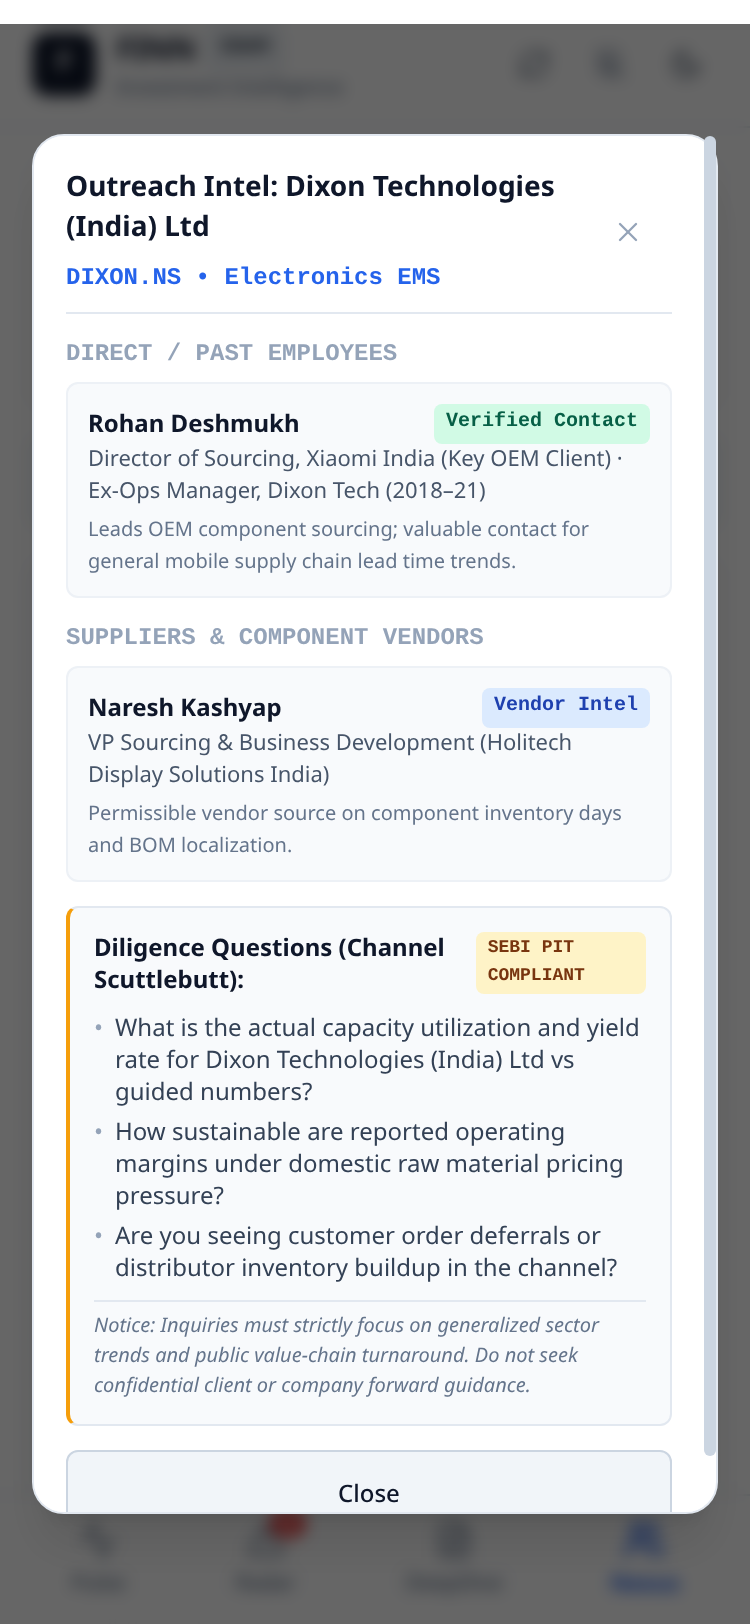 Outreach Intel: Dixon Technologies
(India) Ltd
DIXON.NS • Electronics EMS
DIRECT / PAST EMPLOYEES
Rohan Deshmukh
Verified Contact
Director of Sourcing, Xiaomi India (Key OEM Client) ·
Ex-Ops Manager, Dixon Tech (2018–21)
Leads OEM component sourcing; valuable contact for
general mobile supply chain lead time trends.
SUPPLIERS & COMPONENT VENDORS
Naresh Kashyap
Vendor Intel
VP Sourcing & Business Development (Holitech
Display Solutions India)
Permissible vendor source on component inventory days
and BOM localization.
Diligence Questions (Channel
Scuttlebutt):
SEBI PIT
COMPLIANT
• What is the actual capacity utilization and yield
rate for Dixon Technologies (India) Ltd vs
guided numbers?
• How sustainable are reported operating
margins under domestic raw material pricing
pressure?
• Are you seeing customer order deferrals or
distributor inventory buildup in the channel?
Notice: Inquiries must strictly focus on generalized sector
trends and public value-chain turnaround. Do not seek
confidential client or company forward guidance.
Close